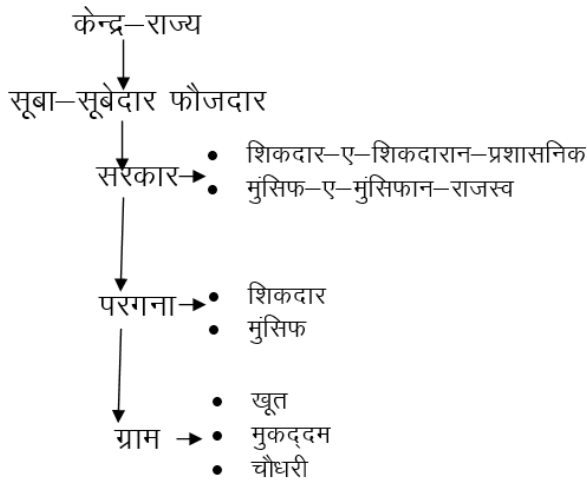 केन्द्र–राज्य
सूबा–सूबेदार फौजदार
सरकार
• शिकदार–ए–शिकदारान–प्रशासनिक
• मुंसिफ–ए–मुंसिफान–राजस्व
परगना
• शिकदार
• मुंसिफ
ग्राम
• खूत
• मुकद्दम
• चौधरी